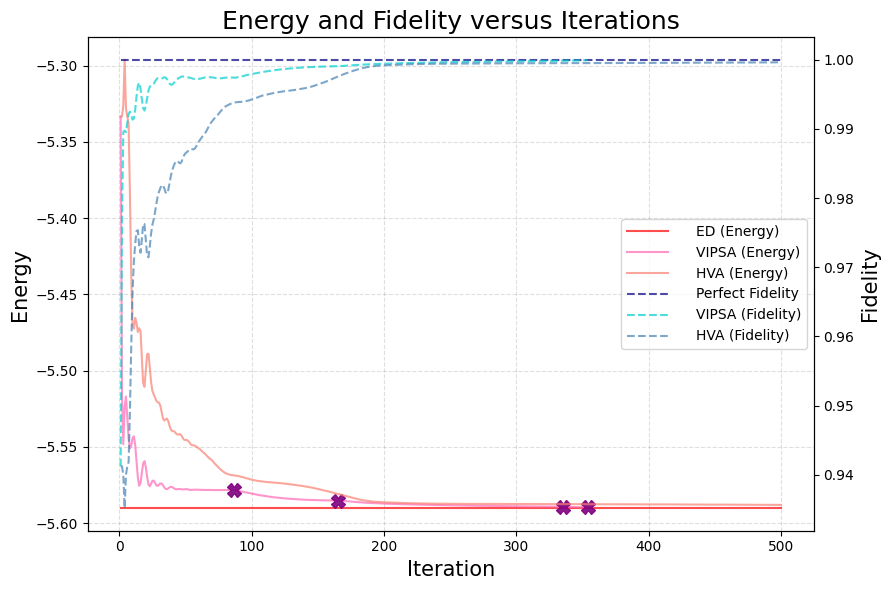 Energy and Fidelity versus Iterations
Energy
−5.30
−5.35
−5.40
−5.45
−5.50
−5.55
−5.60
1.00
0.99
0.98
0.97
0.96
0.95
0.94
Fidelity
ED (Energy)
VIPSA (Energy)
HVA (Energy)
Perfect Fidelity
VIPSA (Fidelity)
HVA (Fidelity)
0 100 200 300 400 500
Iteration